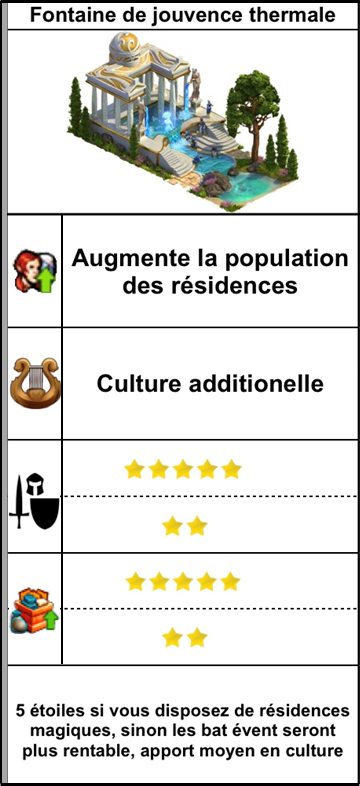 Fontaine de jouvence thermale
Augmente la population
des résidences
Culture additionelle
5 étoiles si vous disposez de résidences
magiques, sinon les bat évent seront
plus rentable, apport moyen en culture